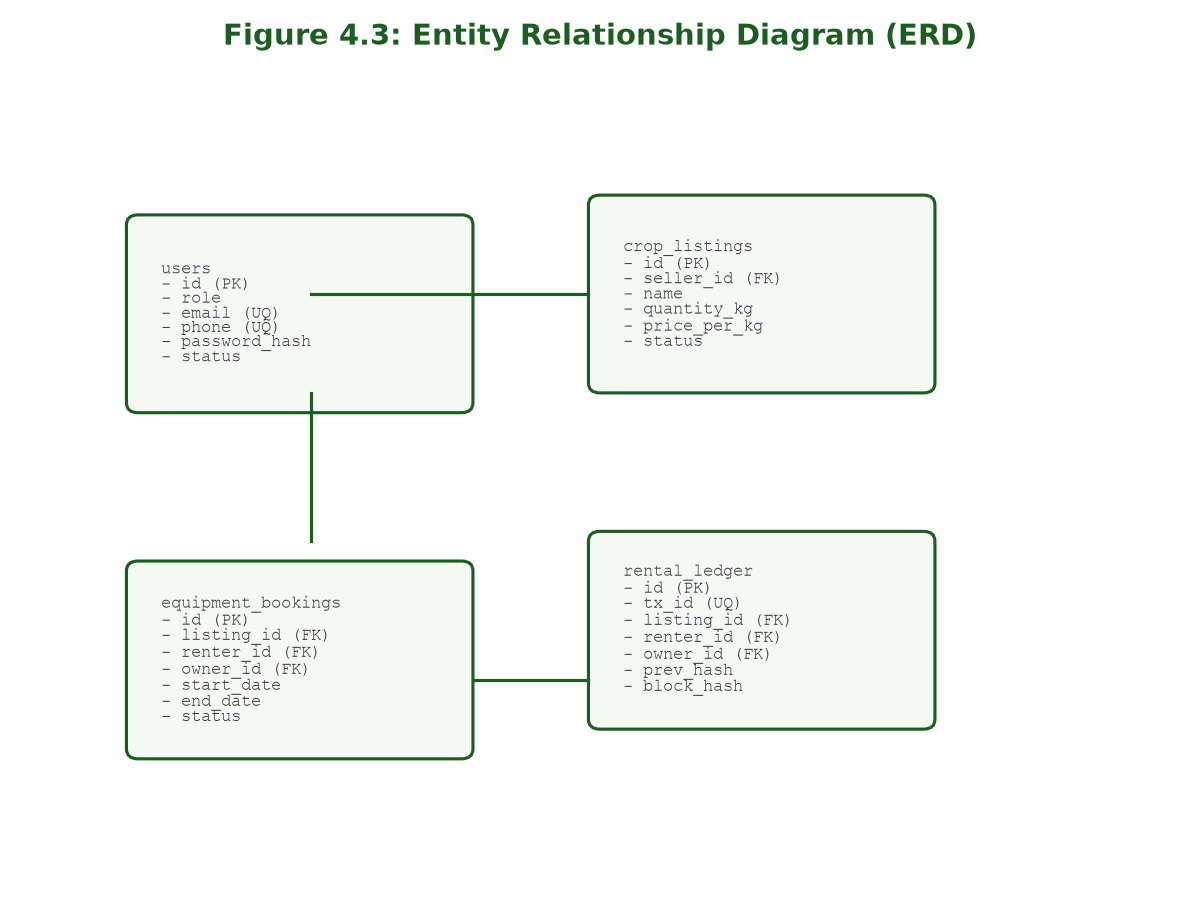 Figure 4.3: Entity Relationship Diagram (ERD)
users
- id (PK)
- role
- email (UQ)
- phone (UQ)
- password_hash
- status
crop_listings
- id (PK)
- seller_id (FK)
- name
- quantity_kg
- price_per_kg
- status
equipment_bookings
- id (PK)
- listing_id (FK)
- renter_id (FK)
- owner_id (FK)
- start_date
- end_date
- status
rental_ledger
- id (PK)
- tx_id (UQ)
- listing_id (FK)
- renter_id (FK)
- owner_id (FK)
- prev_hash
- block_hash